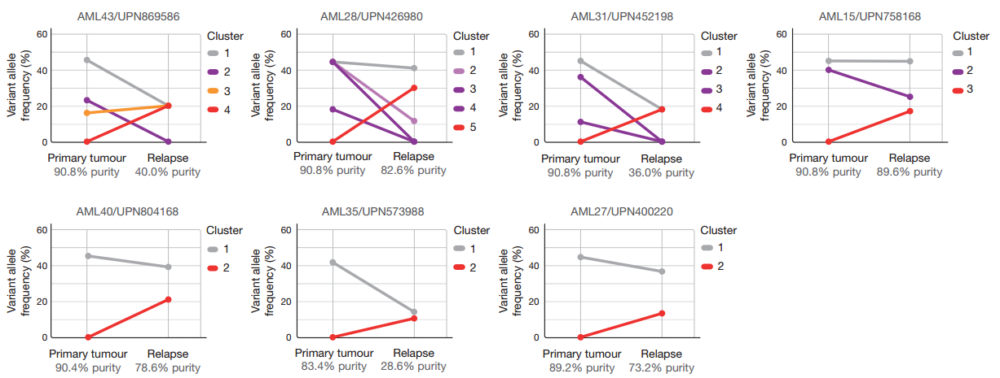 AML43/UPN869586
Variant allele
frequency (%)
60
40
20
0
Cluster
1
2
3
4
Primary tumour Relapse
90.8% purity 40.0% purity
AML28/UPN426980
Variant allele
frequency (%)
60
40
20
0
Cluster
1
2
3
4
5
Primary tumour Relapse
90.8% purity 82.6% purity
AML31/UPN452198
Variant allele
frequency (%)
60
40
20
0
Cluster
1
2
3
4
Primary tumour Relapse
90.8% purity 36.0% purity
AML15/UPN758168
Variant allele
frequency (%)
60
40
20
0
Cluster
1
2
3
Primary tumour Relapse
90.8% purity 89.6% purity
AML40/UPN804168
Variant allele
frequency (%)
60
40
20
0
Cluster
1
2
Primary tumour Relapse
90.4% purity 78.6% purity
AML35/UPN573988
Variant allele
frequency (%)
60
40
20
0
Cluster
1
2
Primary tumour Relapse
83.4% purity 28.6% purity
AML27/UPN400220
Variant allele
frequency (%)
60
40
20
0
Cluster
1
2
Primary tumour Relapse
89.2% purity 73.2% purity